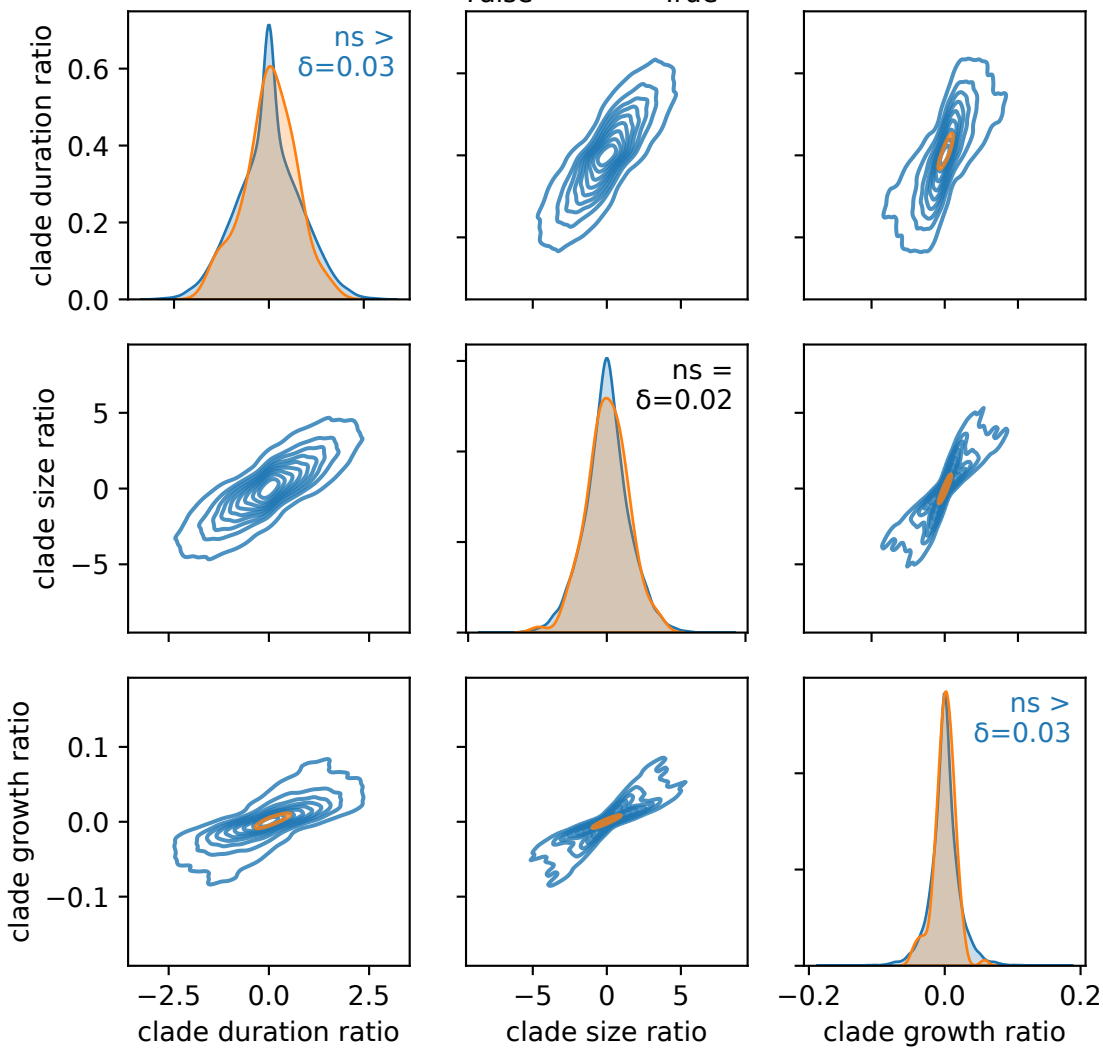 clade duration ratio
0.6
0.4
0.2
0.0
ns >
δ=0.03
clade size ratio
5
0
−5
ns =
δ=0.02
clade growth ratio
0.1
0.0
−0.1
ns >
δ=0.03
−2.5 0.0 2.5
−5 0 5
−0.2 0.0 0.2
clade duration ratio
clade size ratio
clade growth ratio